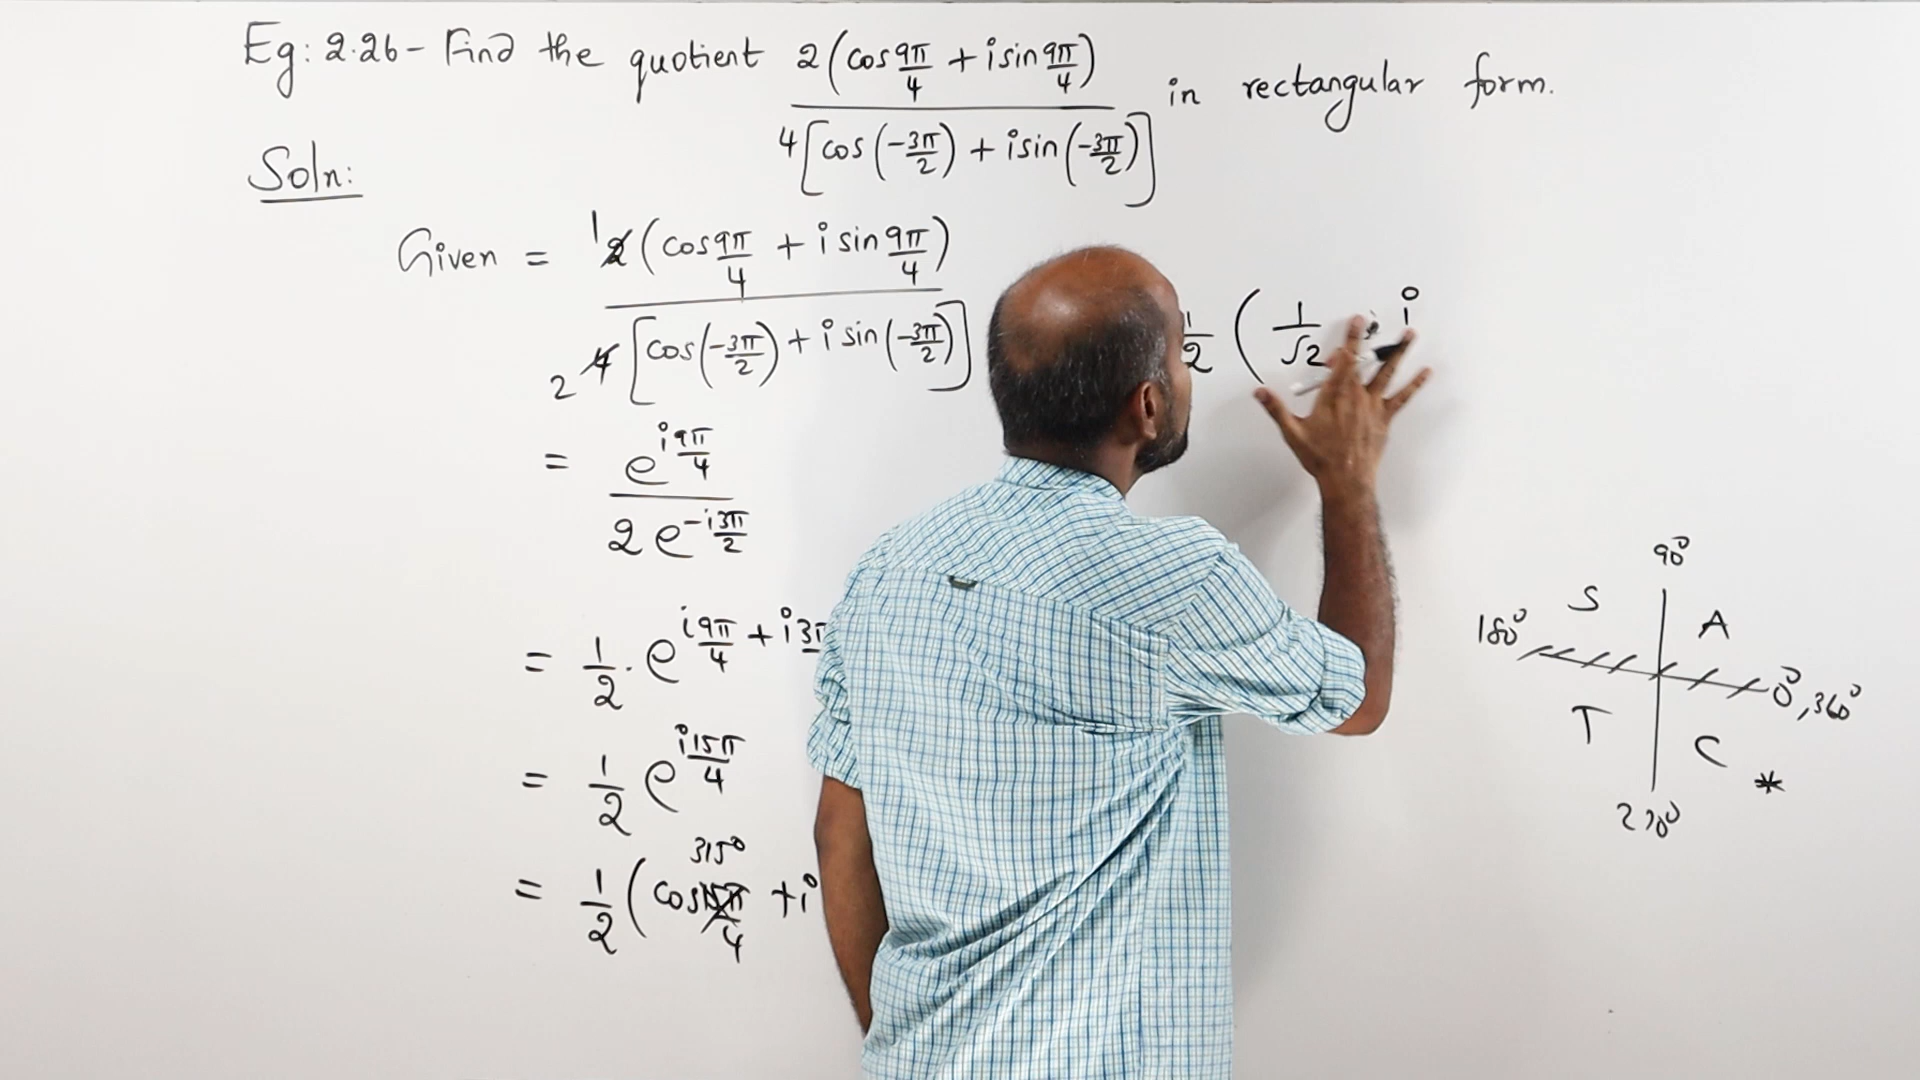 Eg: 2.26 - Find the quotient 2(cos 9π/4 + i sin 9π/4) / 4[cos(-3π/2) + i sin(-3π/2)] in rectangular form.
Soln:
Given = 1 2(cos 9π/4 + i sin 9π/4) / 2 4[cos(-3π/2) + i sin(-3π/2)]
= e^(i9π/4) / 2e^(-i3π/2)
= 1/2 . e^(i9π/4 + i3π
= 1/2 e^(i15π/4)
315°
= 1/2 (cos 15π/4 + i
1/2 (1/√2 i
90°
S A
180° 0°, 360°
T C *
270°